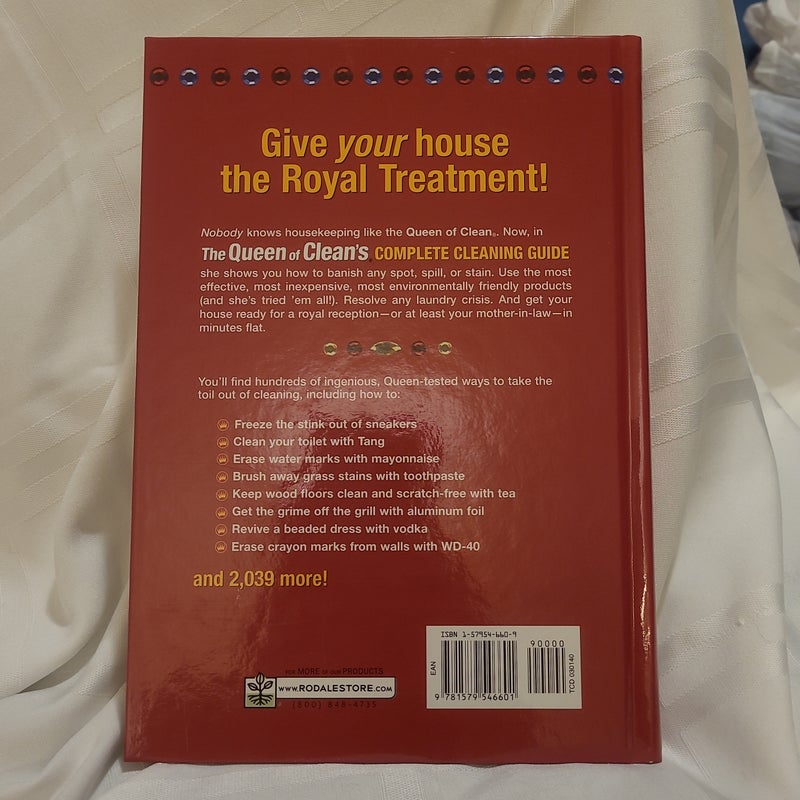 Give your house
the Royal Treatment!
Nobody knows housekeeping like the Queen of Clean®. Now, in
The Queen of Clean's® COMPLETE CLEANING GUIDE
she shows you how to banish any spot, spill, or stain. Use the most
effective, most inexpensive, most environmentally friendly products
(and she's tried 'em all!). Resolve any laundry crisis. And get your
house ready for a royal reception—or at least your mother-in-law—in
minutes flat.
You'll find hundreds of ingenious, Queen-tested ways to take the
toil out of cleaning, including how to:
Freeze the stink out of sneakers
Clean your toilet with Tang
Erase water marks with mayonnaise
Brush away grass stains with toothpaste
Keep wood floors clean and scratch-free with tea
Get the grime off the grill with aluminum foil
Revive a beaded dress with vodka
Erase crayon marks from walls with WD-40
and 2,039 more!
FOR MORE OF OUR PRODUCTS
WWW.RODALESTORE.COM
(800) 848-4735
ISBN 1-57954-660-9
90000
EAN
9 781579 546601
TCD 030140